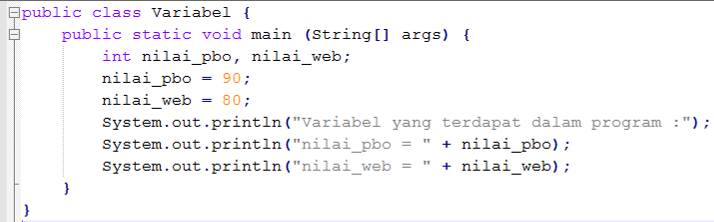 public class Variabel {
    public static void main (String[] args) {
        int nilai_pbo, nilai_web;
        nilai_pbo = 90;
        nilai_web = 80;
        System.out.println("Variabel yang terdapat dalam program :");
        System.out.println("nilai_pbo = " + nilai_pbo);
        System.out.println("nilai_web = " + nilai_web);
    }
}